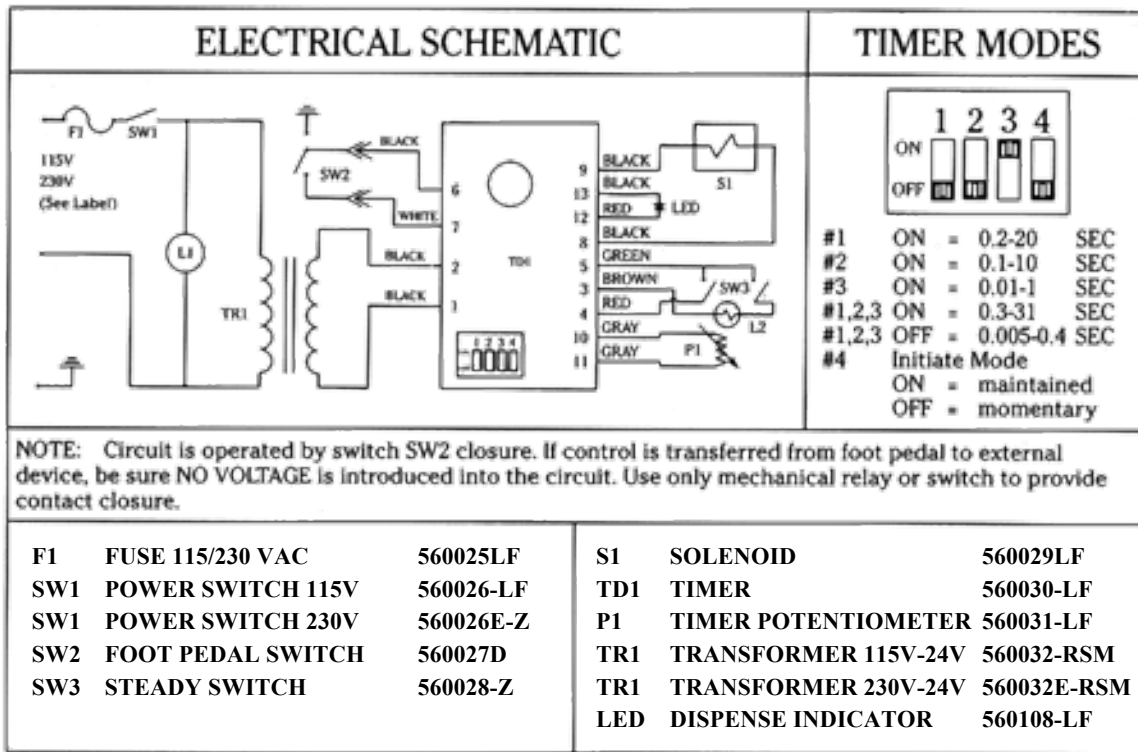 ELECTRICAL SCHEMATIC
F1
SW1
115V
230V
(See Label)
L1
TR1
SW2
BLACK
WHITE
BLACK
BLACK
6
7
2
1
TD1
1 2 3 4
9
13
12
8
5
3
4
10
11
BLACK
BLACK
RED
BLACK
GREEN
BROWN
RED
GRAY
GRAY
S1
LED
SW3
L2
P1
TIMER MODES
1 2 3 4
ON
OFF
#1 ON = 0.2-20 SEC
#2 ON = 0.1-10 SEC
#3 ON = 0.01-1 SEC
#1,2,3 ON = 0.3-31 SEC
#1,2,3 OFF = 0.005-0.4 SEC
#4 Initiate Mode
ON = maintained
OFF = momentary
NOTE: Circuit is operated by switch SW2 closure. If control is transferred from foot pedal to external
device, be sure NO VOLTAGE is introduced into the circuit. Use only mechanical relay or switch to provide
contact closure.
F1 FUSE 115/230 VAC 560025LF
SW1 POWER SWITCH 115V 560026-LF
SW1 POWER SWITCH 230V 560026E-Z
SW2 FOOT PEDAL SWITCH 560027D
SW3 STEADY SWITCH 560028-Z
S1 SOLENOID 560029LF
TD1 TIMER 560030-LF
P1 TIMER POTENTIOMETER 560031-LF
TR1 TRANSFORMER 115V-24V 560032-RSM
TR1 TRANSFORMER 230V-24V 560032E-RSM
LED DISPENSE INDICATOR 560108-LF